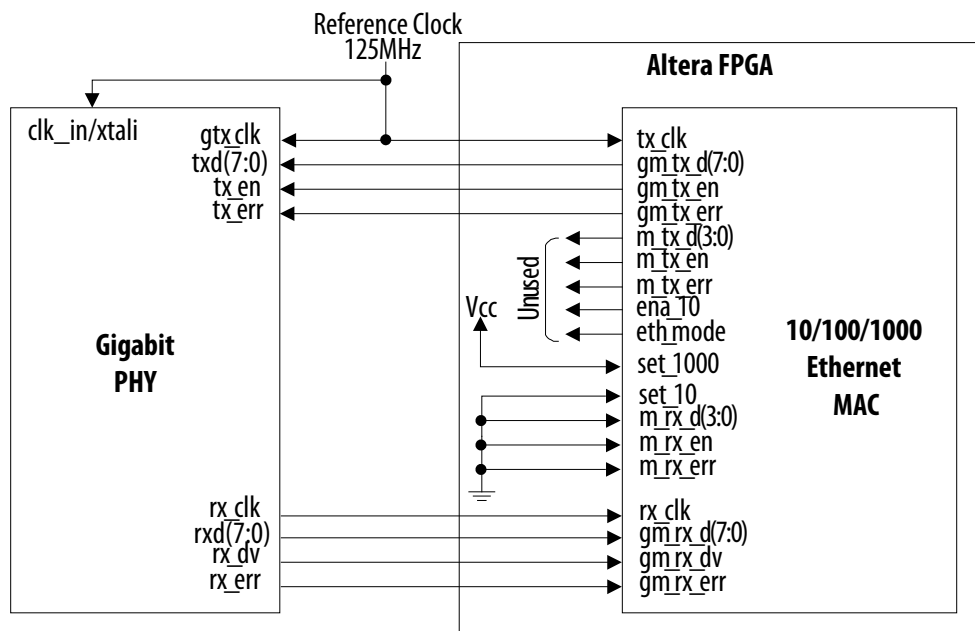 Reference Clock
125MHz
Altera FPGA
clk_in/xtali
gtx_clk
txd(7:0)
tx_en
tx_err
tx_clk
gm_tx_d(7:0)
gm_tx_en
gm_tx_err
m_tx_d(3:0)
m_tx_en
m_tx_err
ena_10
eth_mode
Unused
Vcc
set_1000
set_10
m_rx_d(3:0)
m_rx_en
m_rx_err
Gigabit
PHY
10/100/1000
Ethernet
MAC
rx_clk
rxd(7:0)
rx_dv
rx_err
rx_clk
gm_rx_d(7:0)
gm_rx_dv
gm_rx_err